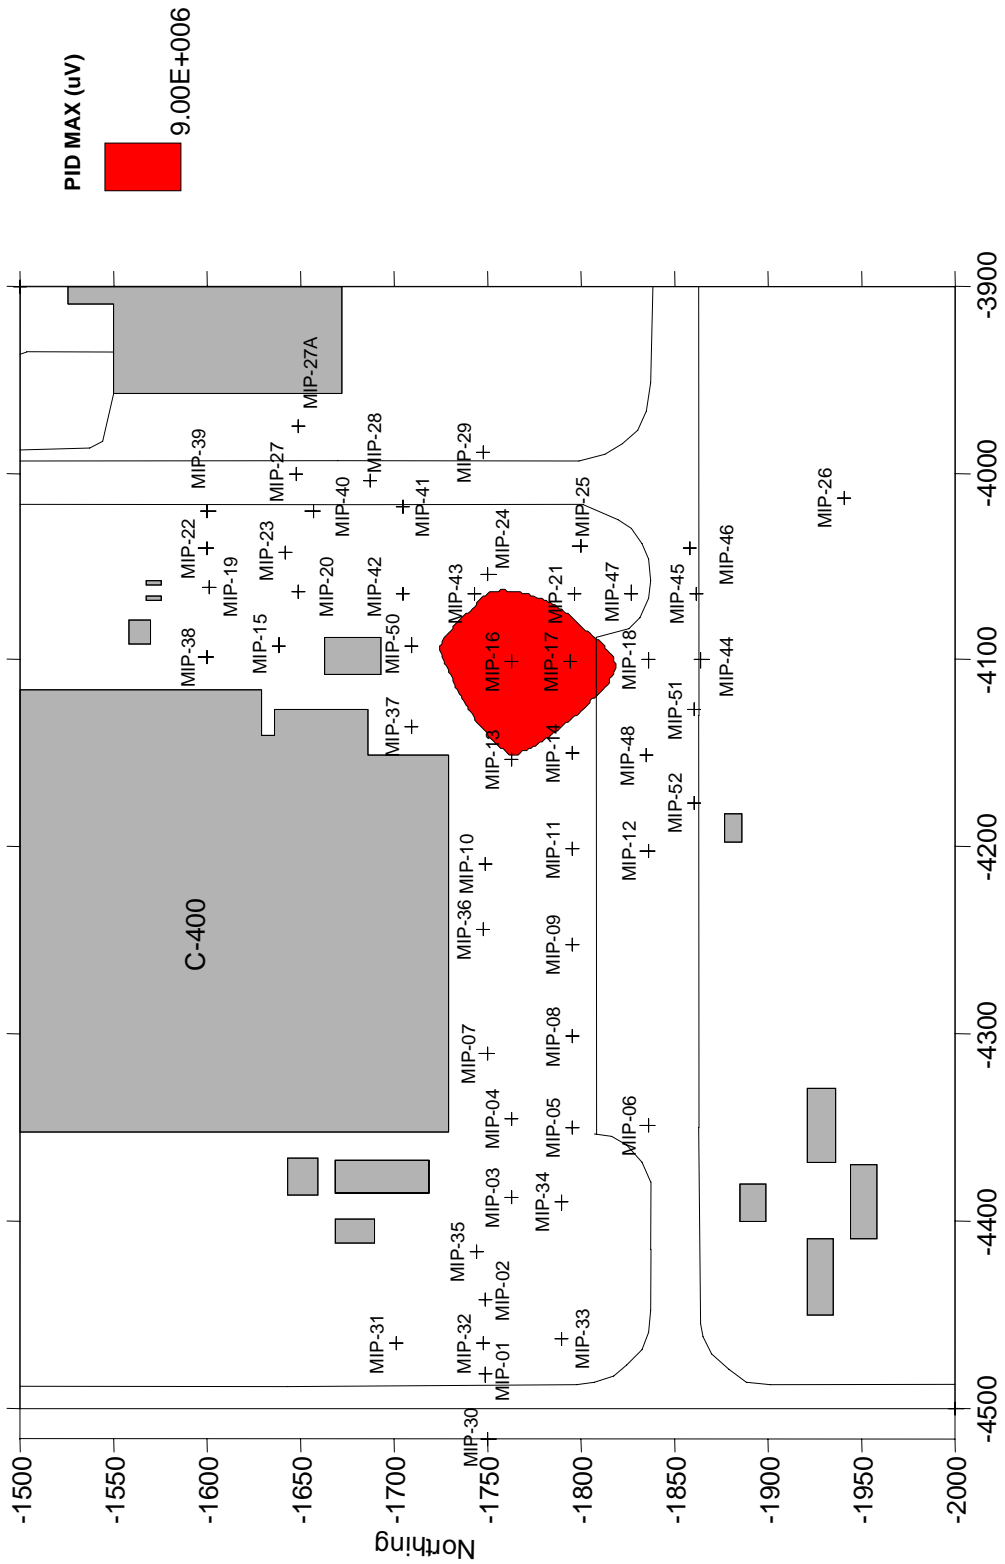 PID MAX (uV)
9.00E+006
-1500
-1550
-1600
-1650
-1700
-1750
-1800
-1850
-1900
-1950
-2000
Northing
-4500
-4400
-4300
-4200
-4100
-4000
-3900
C-400
MIP-30
MIP-31
MIP-32
MIP-01
MIP-33
MIP-35
MIP-02
MIP-03
MIP-34
MIP-04
MIP-05
MIP-06
MIP-07
MIP-08
MIP-36
MIP-09
MIP-10
MIP-11
MIP-12
MIP-52
MIP-13
MIP-14
MIP-48
MIP-51
MIP-37
MIP-16
MIP-17
MIP-18
MIP-44
MIP-38
MIP-15
MIP-50
MIP-19
MIP-20
MIP-42
MIP-43
MIP-21
MIP-47
MIP-45
MIP-22
MIP-23
MIP-24
MIP-25
MIP-46
MIP-39
MIP-40
MIP-41
MIP-27
MIP-28
MIP-29
MIP-26
MIP-27A